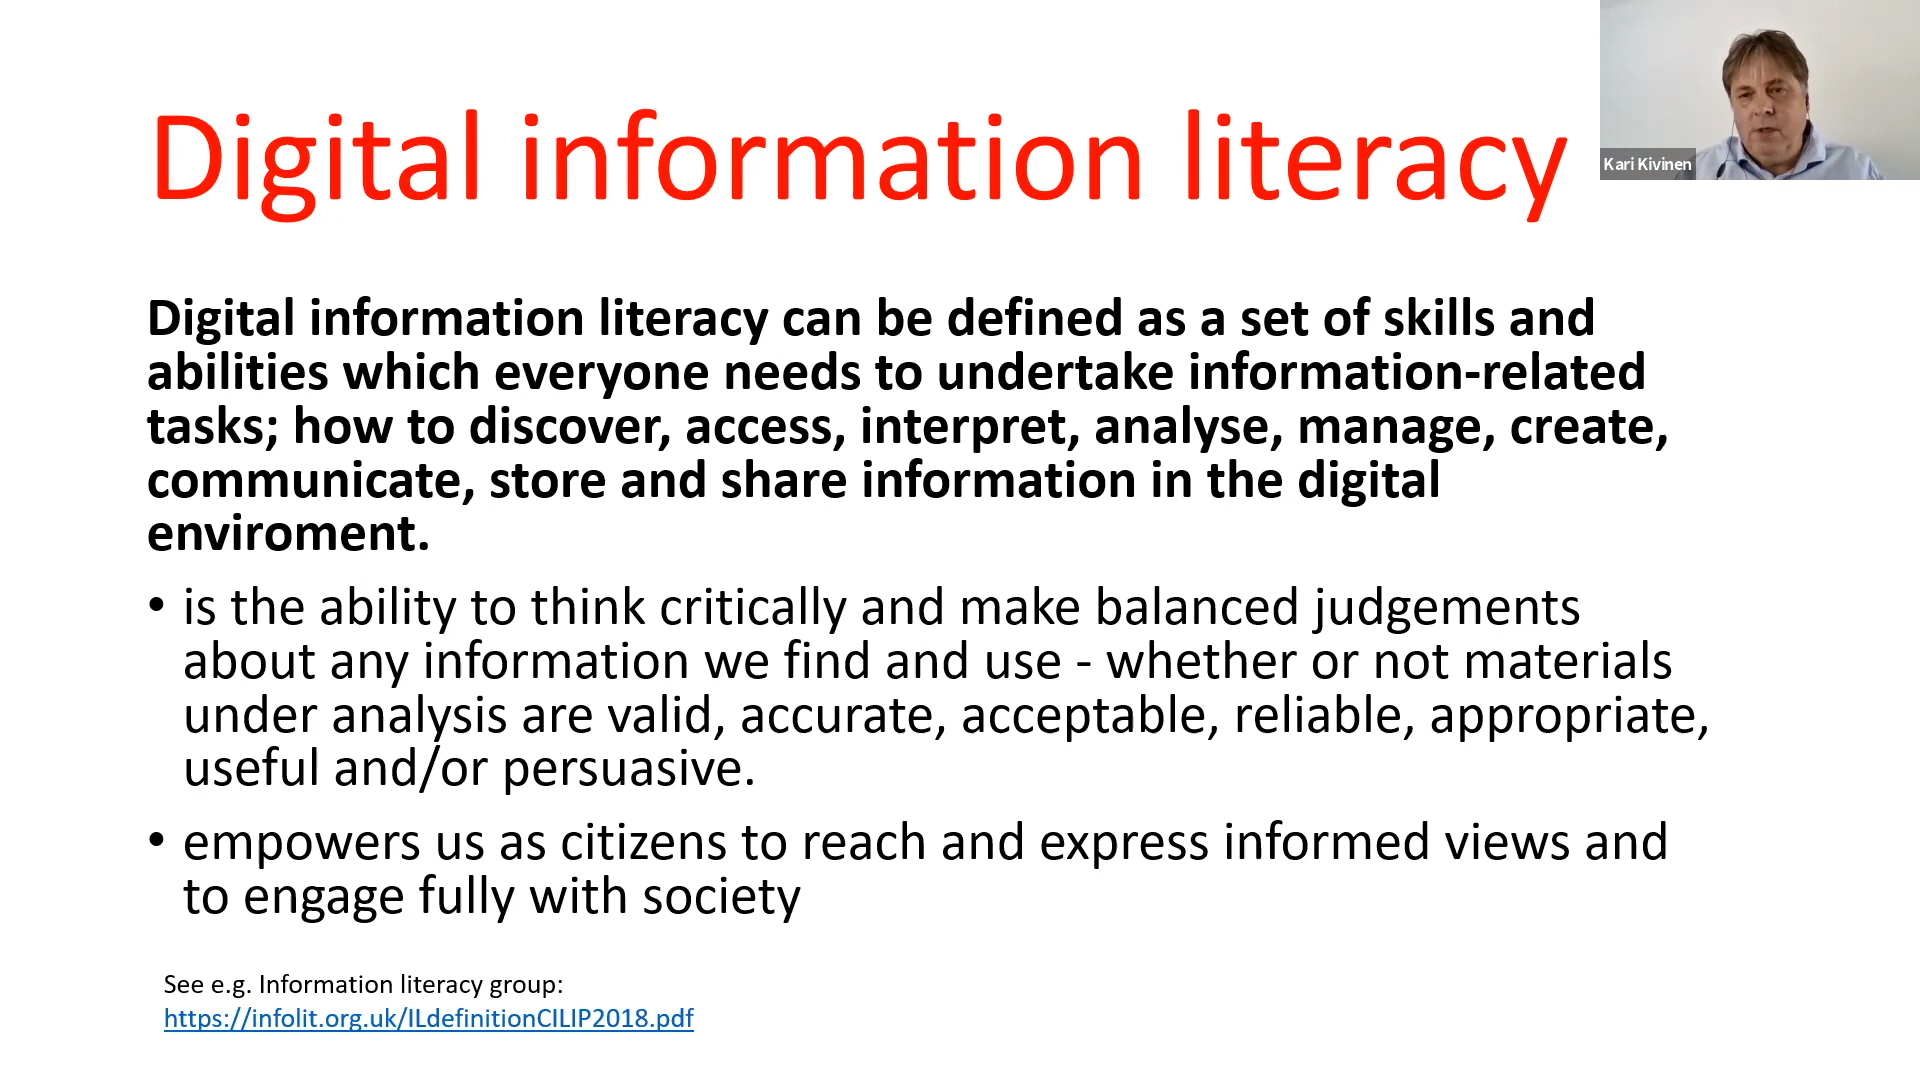 Digital information literacy
Kari Kivinen
Digital information literacy can be defined as a set of skills and
abilities which everyone needs to undertake information-related
tasks; how to discover, access, interpret, analyse, manage, create,
communicate, store and share information in the digital
enviroment.
• is the ability to think critically and make balanced judgements
about any information we find and use - whether or not materials
under analysis are valid, accurate, acceptable, reliable, appropriate,
useful and/or persuasive.
• empowers us as citizens to reach and express informed views and
to engage fully with society
See e.g. Information literacy group:
https://infolit.org.uk/ILdefinitionCILIP2018.pdf